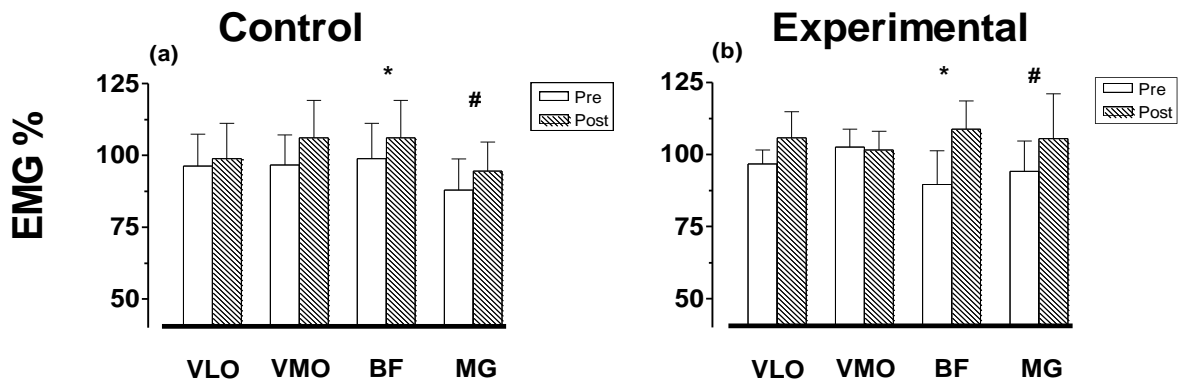 Control
(a)
*
#
Pre
Post
125
100
75
50
EMG %
VLO VMO BF MG
Experimental
(b)
*
#
Pre
Post
125
100
75
50
VLO VMO BF MG